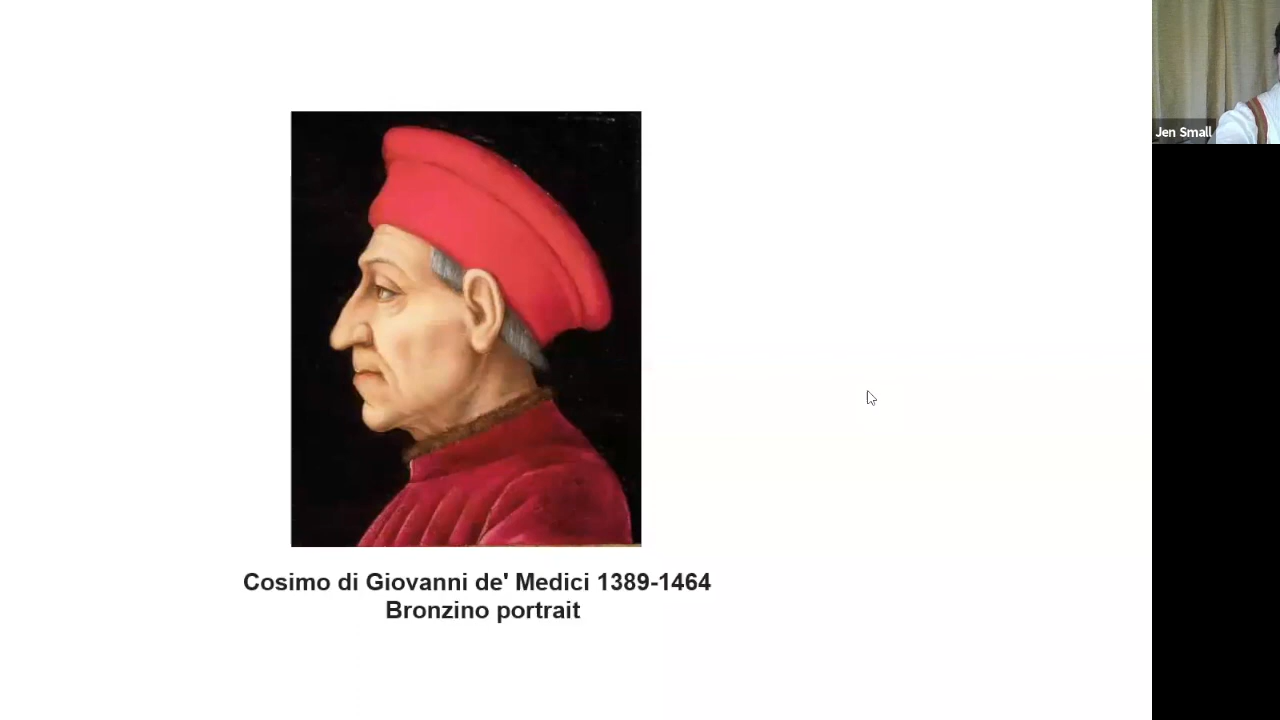 Jen Small
Cosimo di Giovanni de' Medici 1389-1464
Bronzino portrait